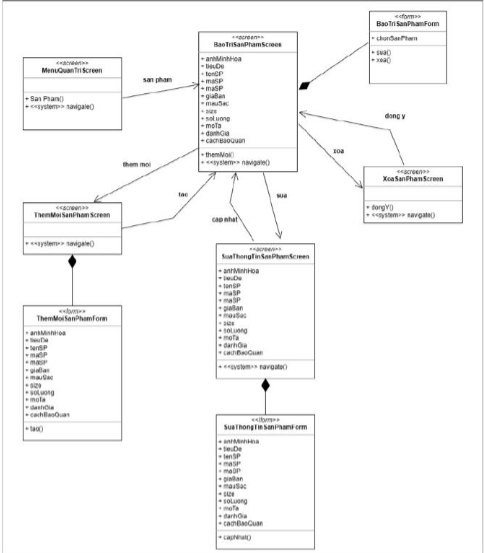 <<screen>>
MenuQuanTriScreen
+ San Pham()
+ <<system>> navigate()
san pham
<<screen>>
BaoTriSanPhamScreen
+ anhMinhHoa
+ tieuDe
+ tenSP
+ maSP
+ maSP
+ giaBan
+ mauSac
+ size
+ soLuong
+ moTa
+ danhGia
+ cachBaoQuan
+ themMoi()
+ <<system>> navigate()
<<form>>
BaoTriSanPhamForm
+ chonSanPham
+ sua()
+ xoa()
dong y
xoa
<<screen>>
XoaSanPhamScreen
+ dongY()
+ <<system>> navigate()
them moi
tao
cap nhat
sua
<<screen>>
ThemMoiSanPhamScreen
+ <<system>> navigate()
<<form>>
ThemMoiSanPhamForm
+ anhMinhHoa
+ tieuDe
+ tenSP
+ maSP
+ maSP
+ giaBan
+ mauSac
+ size
+ soLuong
+ moTa
+ danhGia
+ cachBaoQuan
+ tao()
<<screen>>
SuaThongTinSanPhamScreen
+ anhMinhHoa
+ tieuDe
+ tenSP
+ maSP
+ maSP
+ giaBan
+ mauSac
+ size
+ soLuong
+ moTa
+ danhGia
+ cachBaoQuan
+ <<system>> navigate()
<<form>>
SuaThongTinSanPhamForm
+ anhMinhHoa
+ tieuDe
+ tenSP
+ maSP
+ maSP
+ giaBan
+ mauSac
+ size
+ soLuong
+ moTa
+ danhGia
+ cachBaoQuan
+ capNhat()